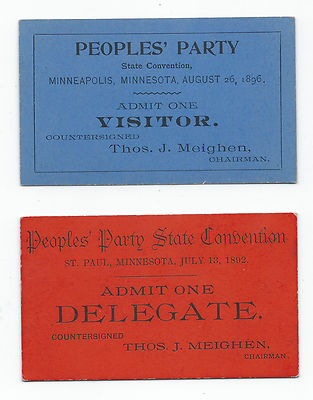 PEOPLES' PARTY
State Convention,
MINNEAPOLIS, MINNESOTA, AUGUST 26, 1896.
ADMIT ONE
VISITOR.
COUNTERSIGNED
Thos. J. Meighen,
CHAIRMAN.
Peoples' Party State Convention
ST. PAUL, MINNESOTA, JULY 13, 1892.
ADMIT ONE
DELEGATE.
COUNTERSIGNED
THOS. J. MEIGHEN,
CHAIRMAN.